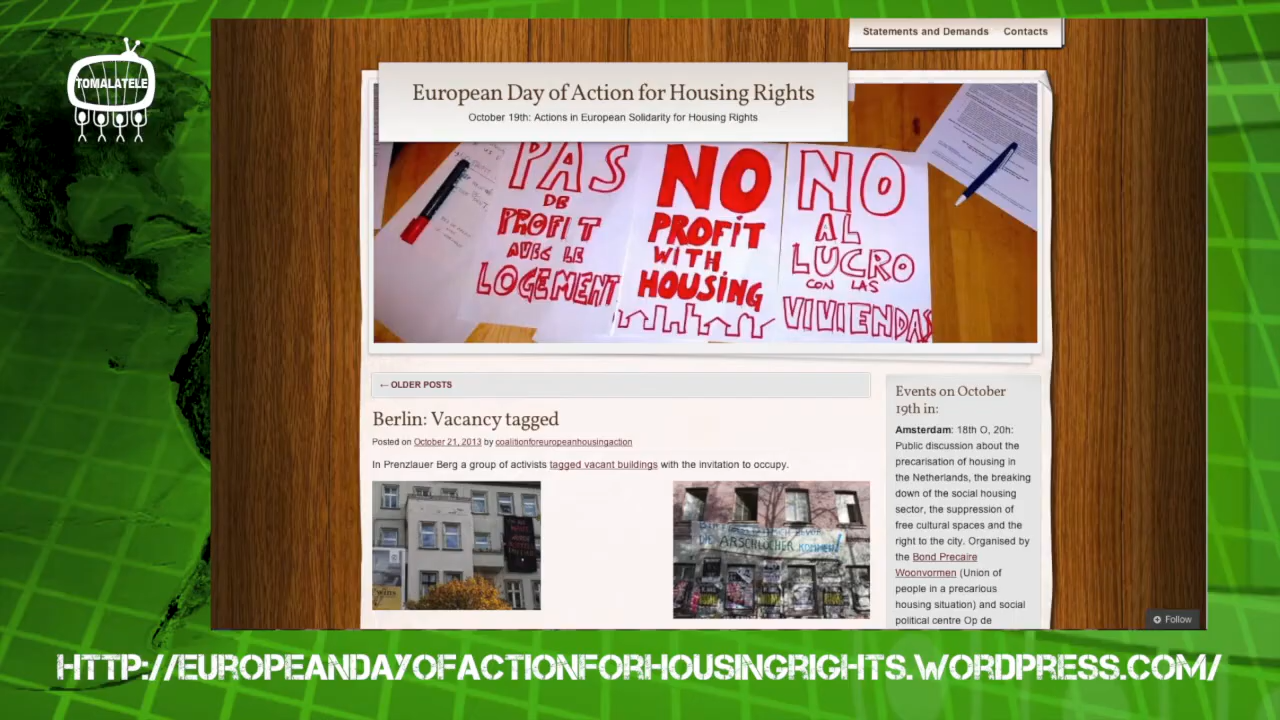 TOMALATELE
Statements and Demands Contacts
European Day of Action for Housing Rights
October 19th: Actions in European Solidarity for Housing Rights
PAS
DE
PROFIT
AVEC LE
LOGEMENT
NO
PROFIT
WITH
HOUSING
NO
AL
LUCRO
CON LAS
VIVIENDAS
← OLDER POSTS
Berlin: Vacancy tagged
Posted on October 21, 2013 by coalitionforeuropeanhousingaction
In Prenzlauer Berg a group of activists tagged vacant buildings with the invitation to occupy.
DIE ARSCHLÖCHER KOMMEN!
Events on October
19th in:
Amsterdam: 18th O, 20h:
Public discussion about the
precarisation of housing in
the Netherlands, the breaking
down of the social housing
sector, the suppression of
free cultural spaces and the
right to the city. Organised by
the Bond Precaire
Woonvormen (Union of
people in a precarious
housing situation) and social
political centre Op de
Follow
HTTP://EUROPEANDAYOFACTIONFORHOUSINGRIGHTS.WORDPRESS.COM/